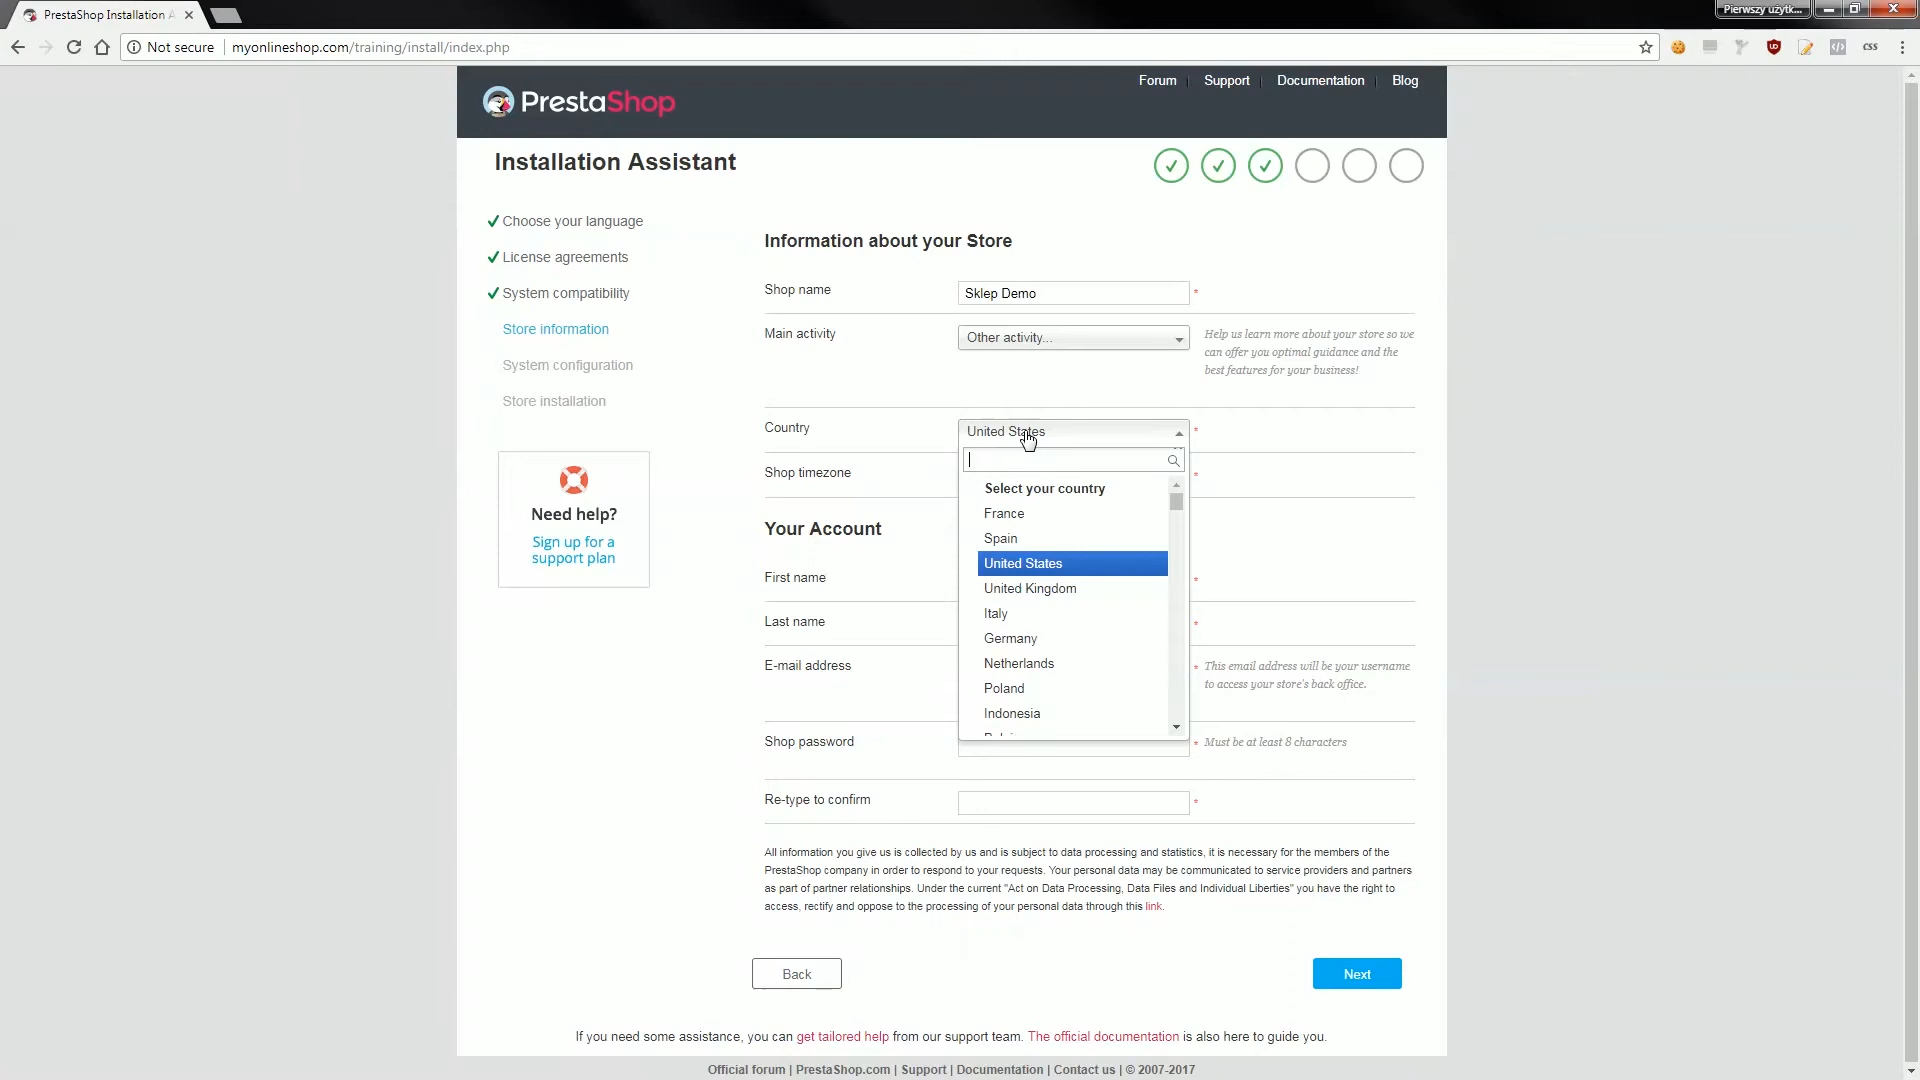 PrestaShop Installation A
Pierwszy użytk...
Not secure
myonlineshop.com/training/install/index.php
css
PrestaShop
Forum
Support
Documentation
Blog
Installation Assistant
Choose your language
License agreements
System compatibility
Store information
System configuration
Store installation
Need help?
Sign up for a
support plan
Information about your Store
Shop name
Sklep Demo
*
Main activity
Other activity...
Help us learn more about your store so we
can offer you optimal guidance and the
best features for your business!
Country
United States
*
Select your country
France
Spain
United States
United Kingdom
Italy
Germany
Netherlands
Poland
Indonesia
Shop timezone
*
Your Account
First name
*
Last name
*
E-mail address
* This email address will be your username
to access your store's back office.
Shop password
* Must be at least 8 characters
Re-type to confirm
*
All information you give us is collected by us and is subject to data processing and statistics, it is necessary for the members of the
PrestaShop company in order to respond to your requests. Your personal data may be communicated to service providers and partners
as part of partner relationships. Under the current "Act on Data Processing, Data Files and Individual Liberties" you have the right to
access, rectify and oppose to the processing of your personal data through this link.
Back
Next
If you need some assistance, you can get tailored help from our support team. The official documentation is also here to guide you.
Official forum | PrestaShop.com | Support | Documentation | Contact us | © 2007-2017